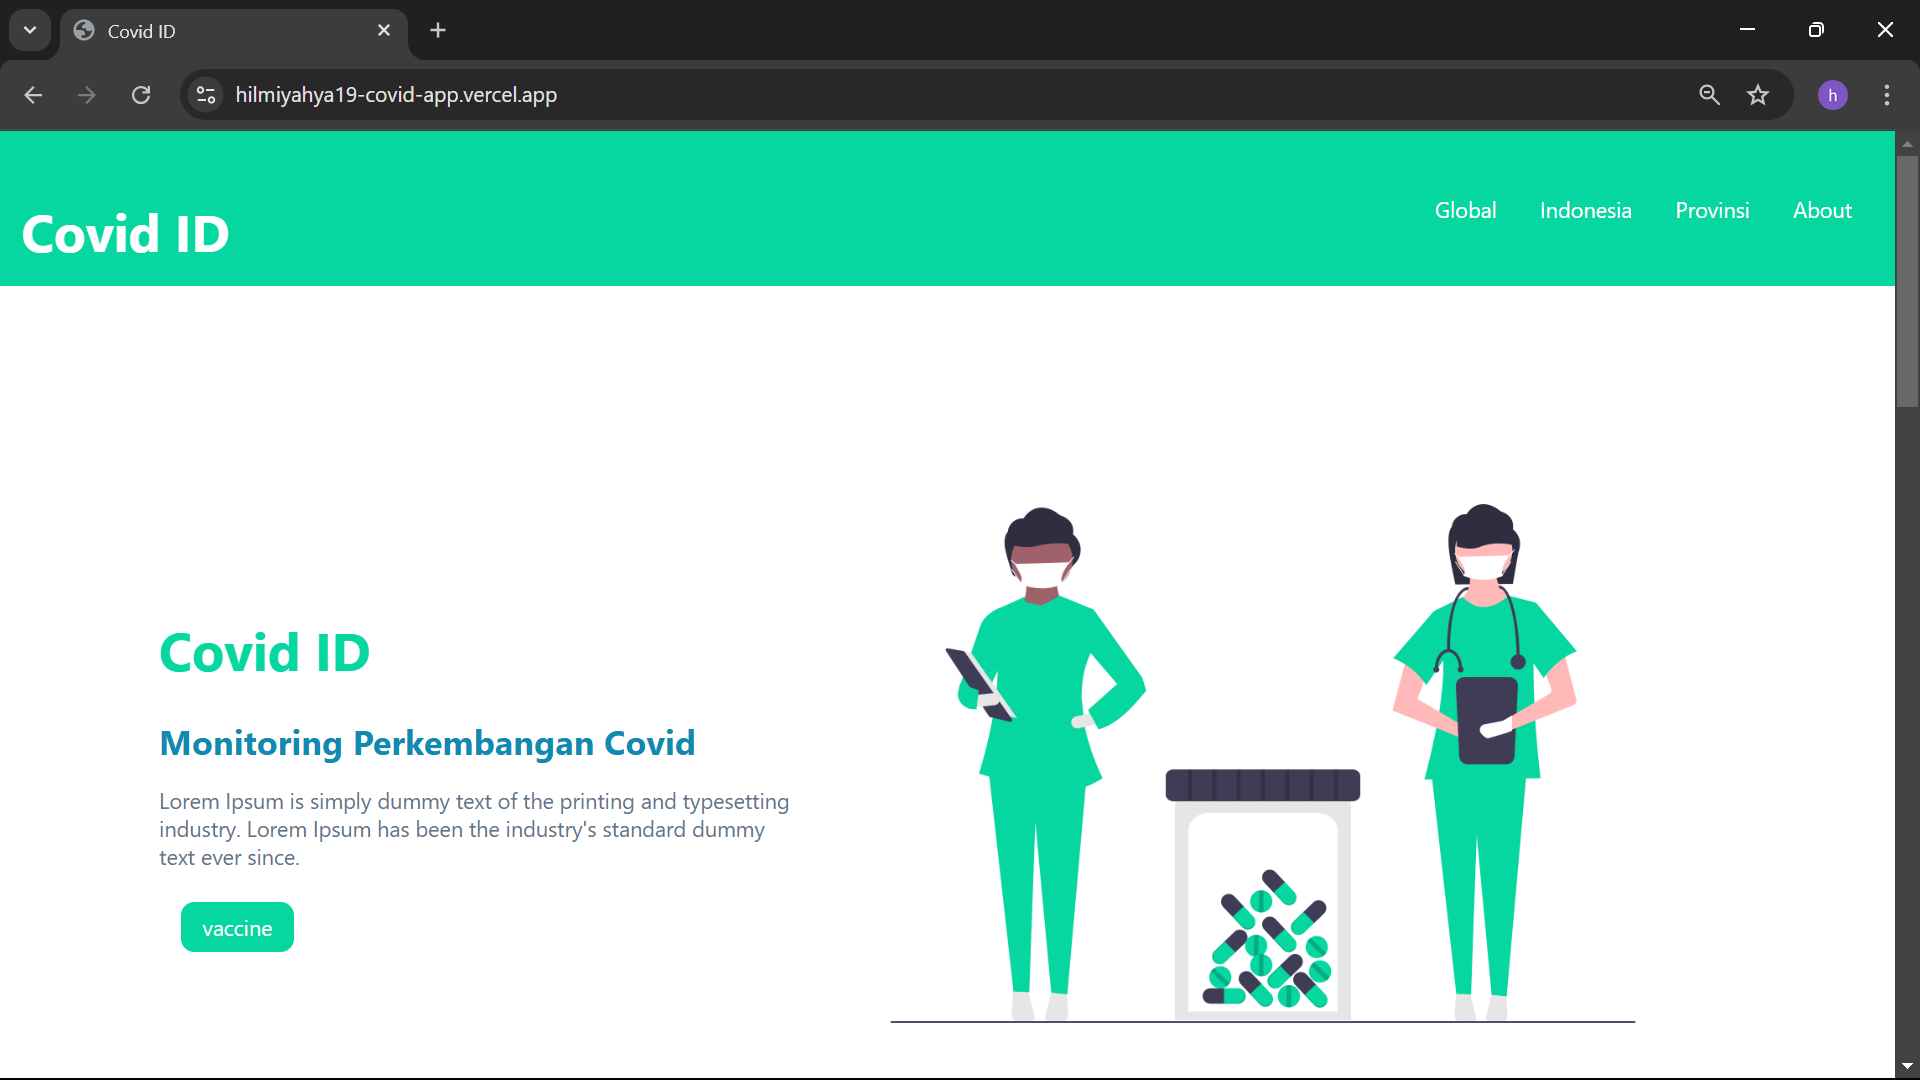 Covid ID
hilmiyahya19-covid-app.vercel.app
h
Covid ID
Global
Indonesia
Provinsi
About
Covid ID
Monitoring Perkembangan Covid
Lorem Ipsum is simply dummy text of the printing and typesetting
industry. Lorem Ipsum has been the industry's standard dummy
text ever since.
vaccine